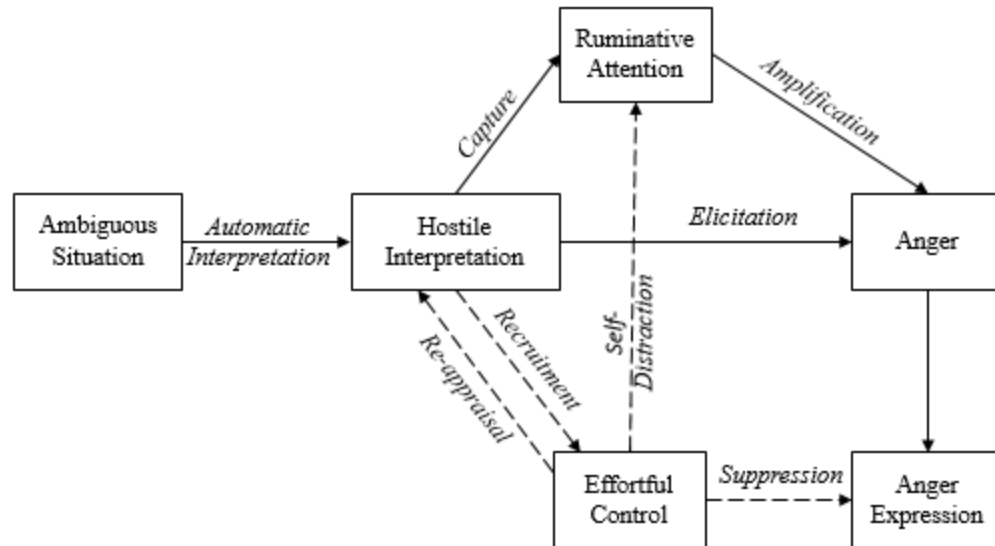 Ruminative
Attention
Capture
Amplification
Ambiguous
Situation
Automatic
Interpretation
Hostile
Interpretation
Elicitation
Anger
Re-appraisal
Recruitment
Self-
Distraction
Effortful
Control
Suppression
Anger
Expression